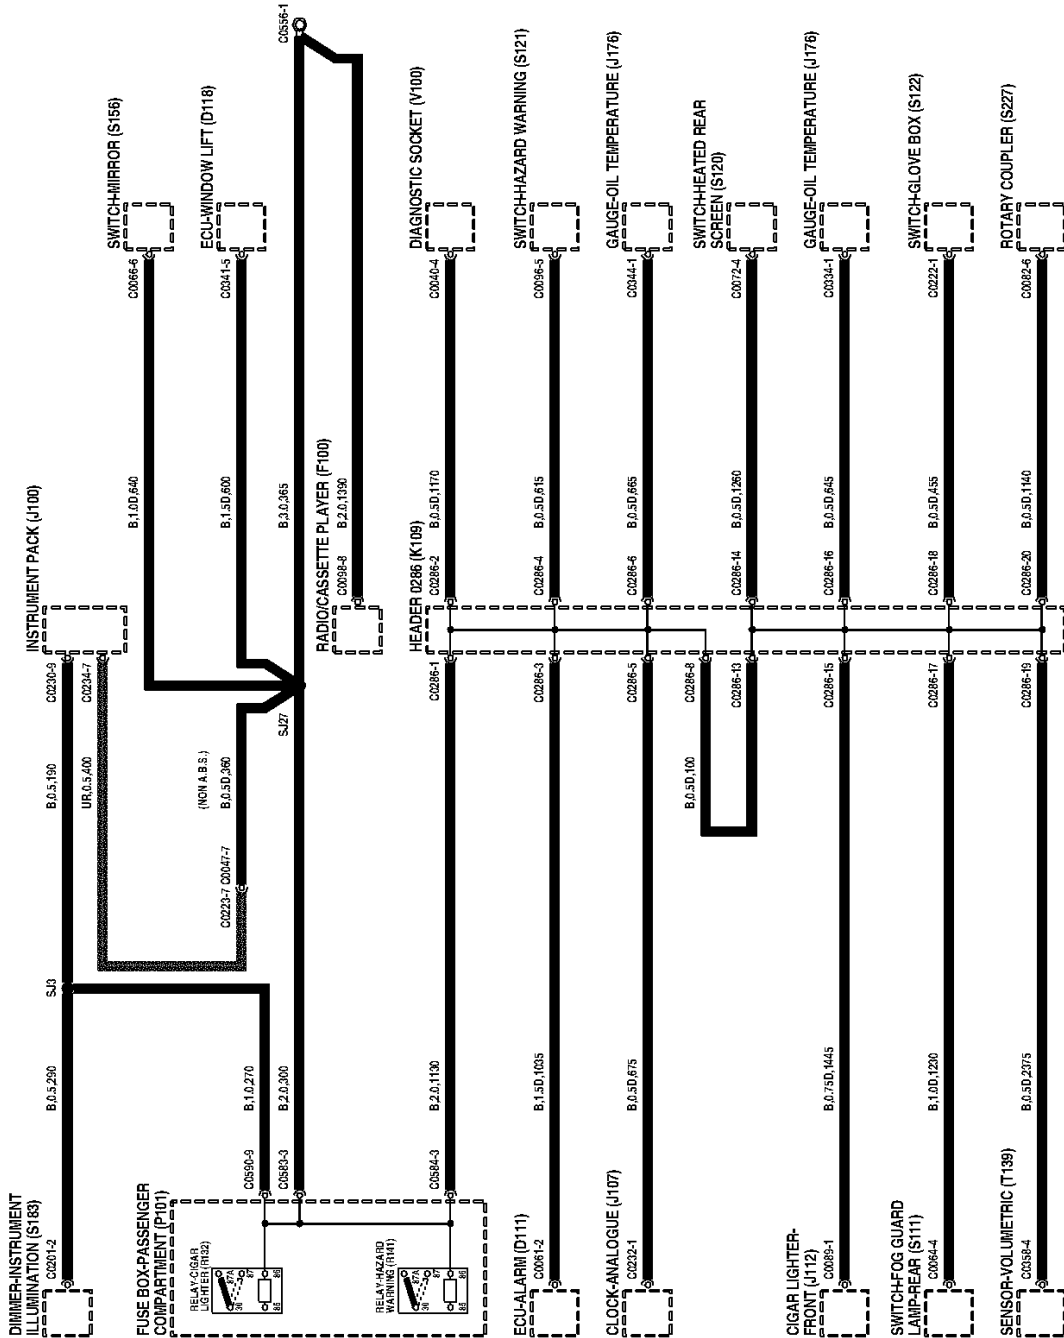 DIMMER-INSTRUMENT
ILLUMINATION (S183)
C0201-2
B,0.5,290
SJ3
B,0.5,190
C0230-9
INSTRUMENT PACK (J100)
UR,0.5,400
C0234-7
C0223-7
C0047-7
B,0.5D,360
(NON A.B.S.)
SJ27
B,1.0D,640
C0066-6
SWITCH-MIRROR (S156)
B,1.5D,600
C0341-5
ECU-WINDOW LIFT (D118)
FUSE BOX-PASSENGER
COMPARTMENT (P101)
RELAY-CIGAR
LIGHTER (R132)
87A
87
30
86
85
RELAY-HAZARD
WARNING (R141)
87A
87
30
86
85
C0590-9
B,1.0,270
C0583-3
B,2.0,300
B,3.0,365
C0556-1
RADIO/CASSETTE PLAYER (F100)
C0098-8
B,2.0,1390
C0584-3
B,2.0,1130
C0286-1
HEADER 0286 (K109)
C0286-2
B,0.5D,1170
C0040-4
DIAGNOSTIC SOCKET (V100)
ECU-ALARM (D111)
C0061-2
B,1.5D,1035
C0286-3
C0286-4
B,0.5D,615
C0096-5
SWITCH-HAZARD WARNING (S121)
CLOCK-ANALOGUE (J107)
C0232-1
B,0.5D,675
C0286-5
C0286-6
B,0.5D,665
C0344-1
GAUGE-OIL TEMPERATURE (J176)
B,0.5D,100
C0286-8
C0286-13
C0286-14
B,0.5D,1260
C0072-4
SWITCH-HEATED REAR
SCREEN (S120)
CIGAR LIGHTER-
FRONT (J112)
C0089-1
B,0.75D,1445
C0286-15
C0286-16
B,0.5D,645
C0334-1
GAUGE-OIL TEMPERATURE (J176)
SWITCH-FOG GUARD
LAMP-REAR (S111)
C0064-4
B,1.0D,1230
C0286-17
C0286-18
B,0.5D,455
C0222-1
SWITCH-GLOVE BOX (S122)
SENSOR-VOLUMETRIC (T139)
C0358-4
B,0.5D,2375
C0286-19
C0286-20
B,0.5D,1140
C0082-6
ROTARY COUPLER (S227)